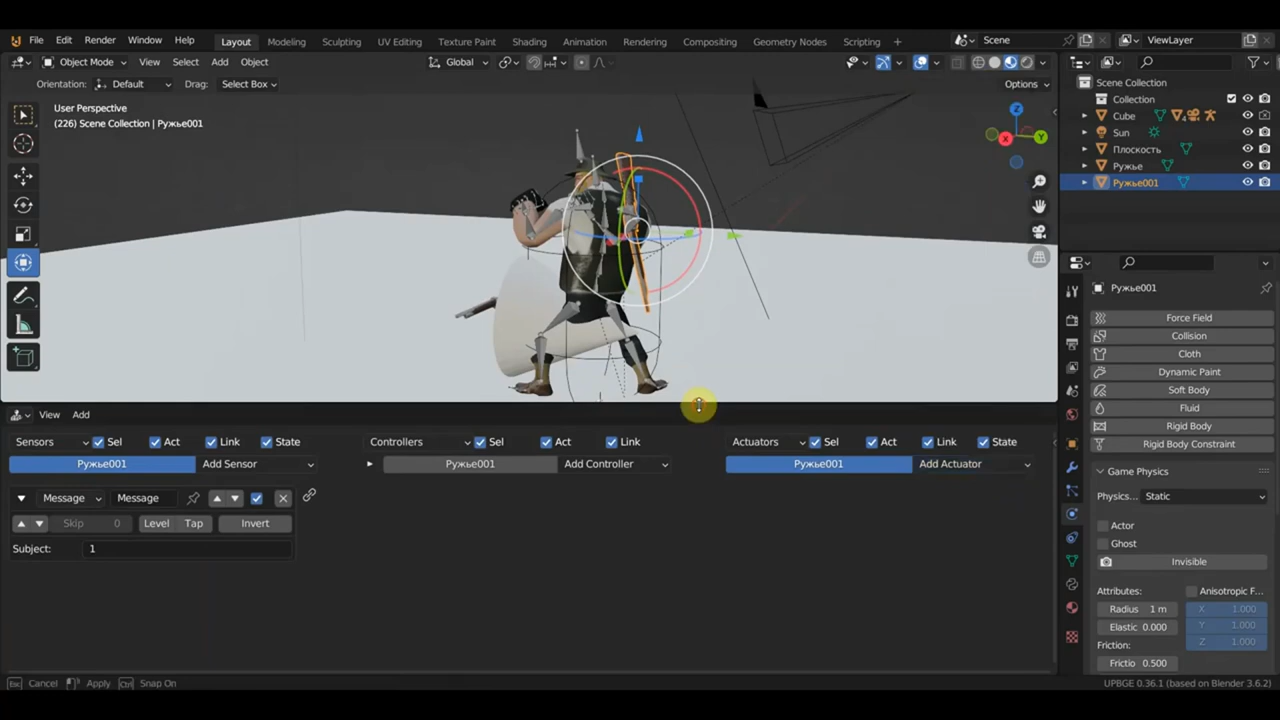 File Edit Render Window Help Layout Modeling Sculpting UV Editing Texture Paint Shading Animation Rendering Compositing Geometry Nodes Scripting + Scene ViewLayer
Object Mode View Select Add Object Global
Orientation: Default Drag: Select Box Options
User Perspective
(226) Scene Collection | Ружье001
Z
X
Y
Scene Collection
Collection
Cube
Sun
Плоскость
Ружье
Ружье001
Ружье001
Force Field
Collision
Cloth
Dynamic Paint
Soft Body
Fluid
Rigid Body
Rigid Body Constraint
Game Physics
Physics... Static
Actor
Ghost
Invisible
Attributes: Anisotropic F...
Radius 1 m X 1.000
Elastic 0.000 Y 1.000
Friction: Z 1.000
Frictio 0.500
View Add
Sensors Sel Act Link State Controllers Sel Act Link Actuators Sel Act Link State
Ружье001 Add Sensor Ружье001 Add Controller Ружье001 Add Actuator
Message Message
Skip 0 Level Tap Invert
Subject: 1
Esc Cancel Apply Ctrl Snap On UPBGE 0.36.1 (based on Blender 3.6.2)